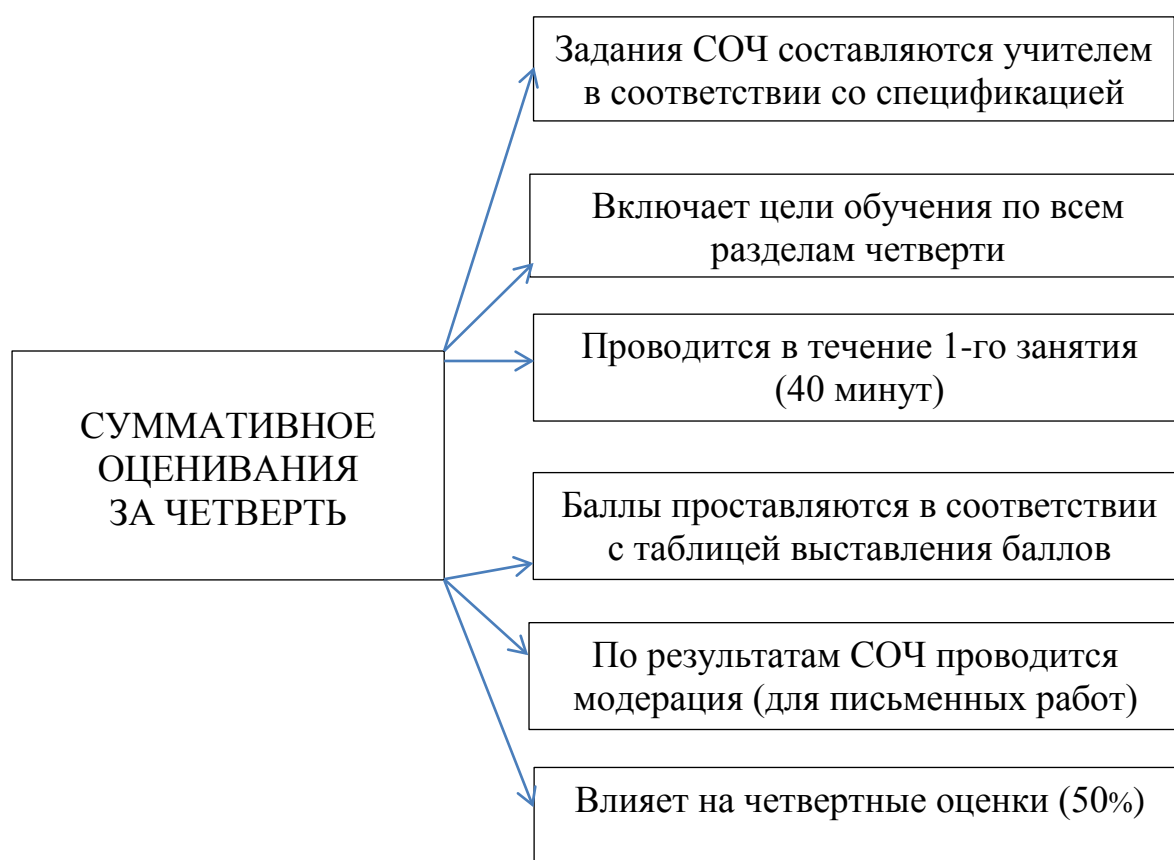 Задания СОЧ составляются учителем
в соответствии со спецификацией
Включает цели обучения по всем
разделам четверти
Проводится в течение 1-го занятия
(40 минут)
СУММАТИВНОЕ
ОЦЕНИВАНИЯ
ЗА ЧЕТВЕРТЬ
Баллы проставляются в соответствии
с таблицей выставления баллов
По результатам СОЧ проводится
модерация (для письменных работ)
Влияет на четвертные оценки (50%)